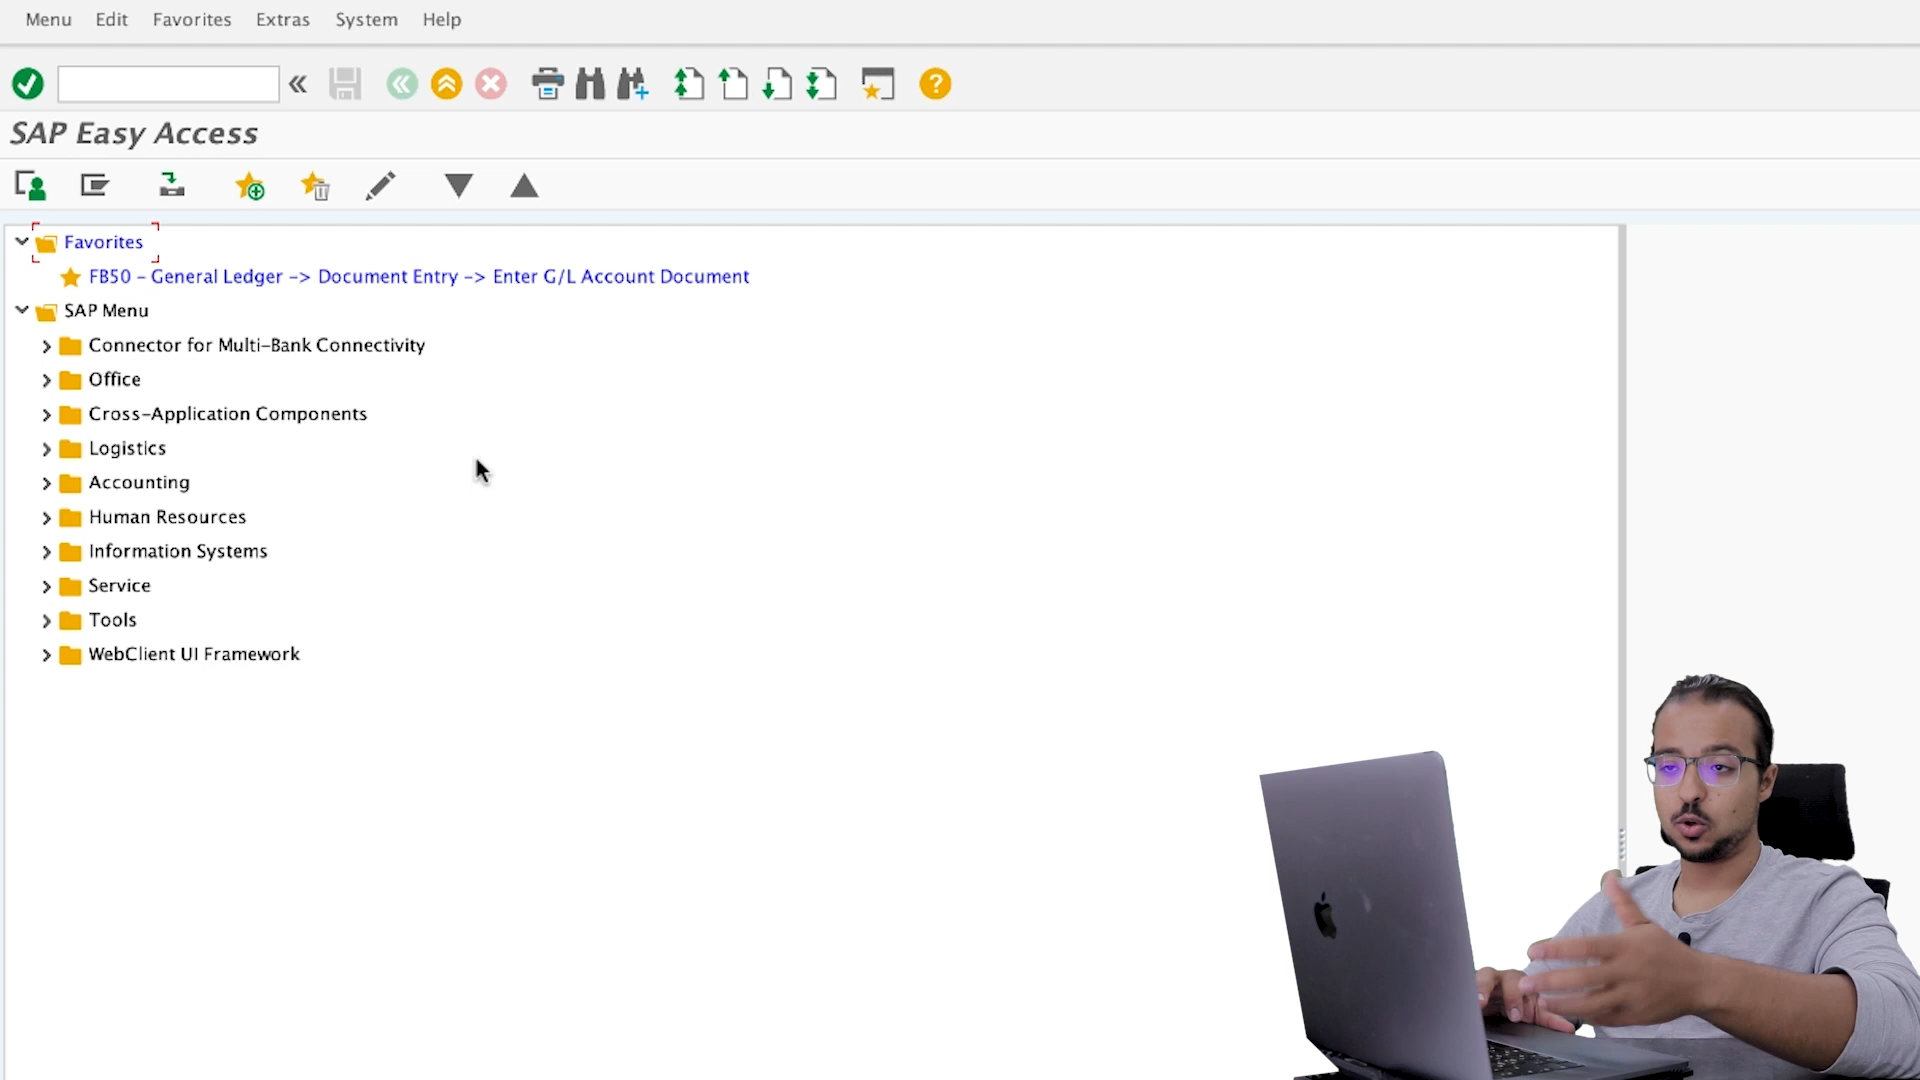 Menu Edit Favorites Extras System Help
SAP Easy Access
Favorites
FB50 - General Ledger -> Document Entry -> Enter G/L Account Document
SAP Menu
Connector for Multi-Bank Connectivity
Office
Cross-Application Components
Logistics
Accounting
Human Resources
Information Systems
Service
Tools
WebClient UI Framework